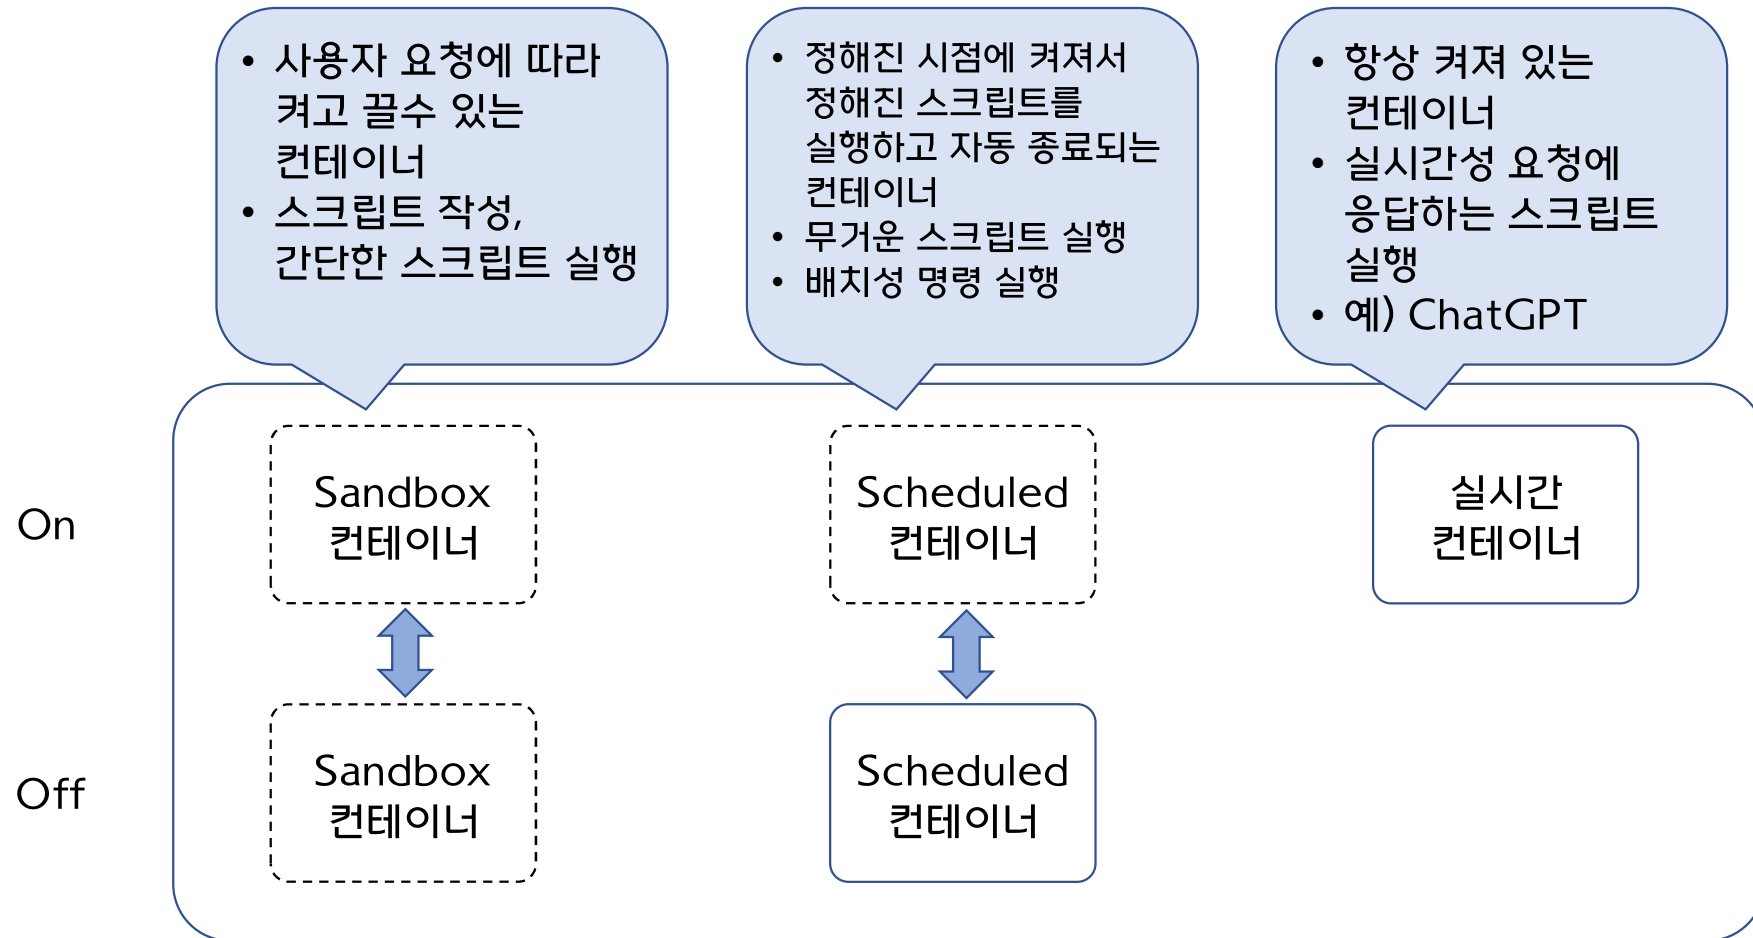 • 사용자 요청에 따라
켜고 끌수 있는
컨테이너
• 스크립트 작성,
간단한 스크립트 실행
• 정해진 시점에 켜져서
정해진 스크립트를
실행하고 자동 종료되는
컨테이너
• 무거운 스크립트 실행
• 배치성 명령 실행
• 항상 켜져 있는
컨테이너
• 실시간성 요청에
응답하는 스크립트
실행
• 예) ChatGPT
On
Sandbox
컨테이너
Scheduled
컨테이너
실시간
컨테이너
Off
Sandbox
컨테이너
Scheduled
컨테이너